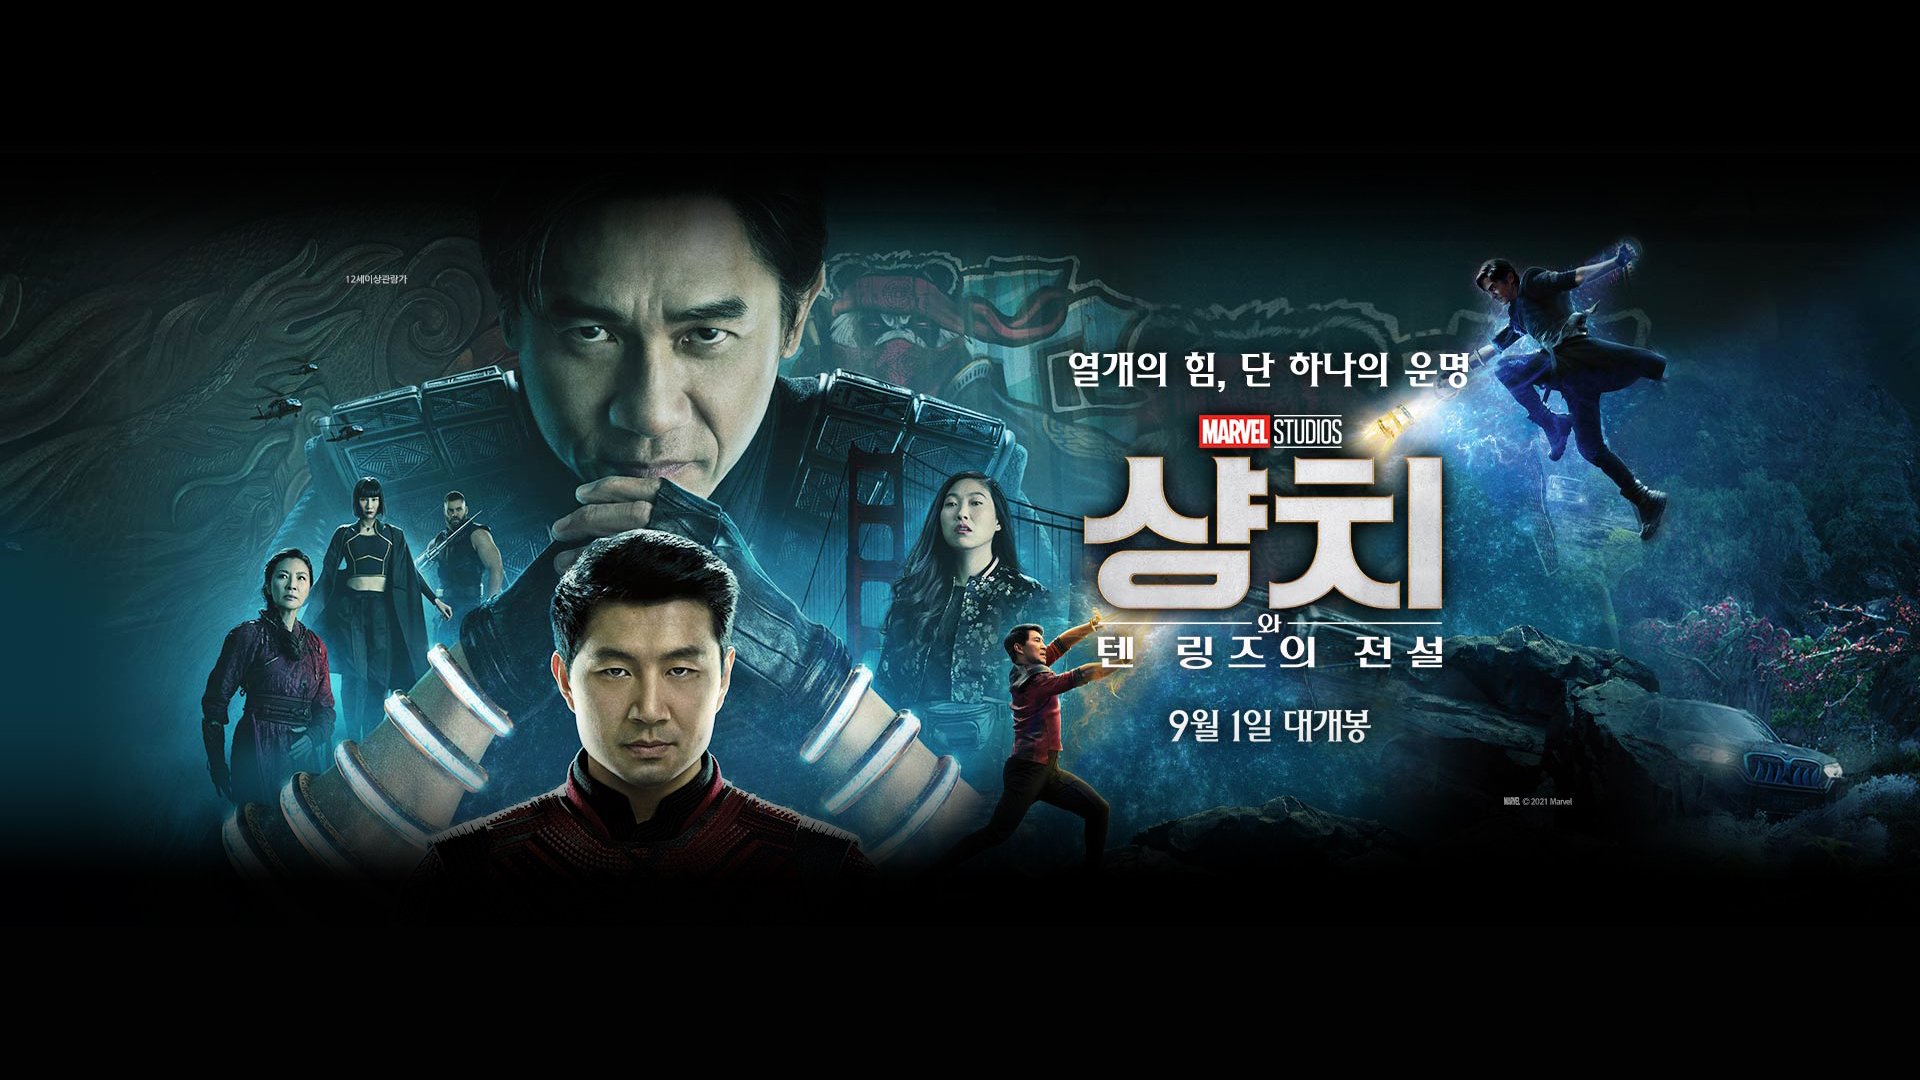 12세이상관람가
열개의 힘, 단 하나의 운명
MARVEL STUDIOS
샹치
와
텐 링즈의 전설
9월 1일 대개봉
MARVEL © 2021 Marvel